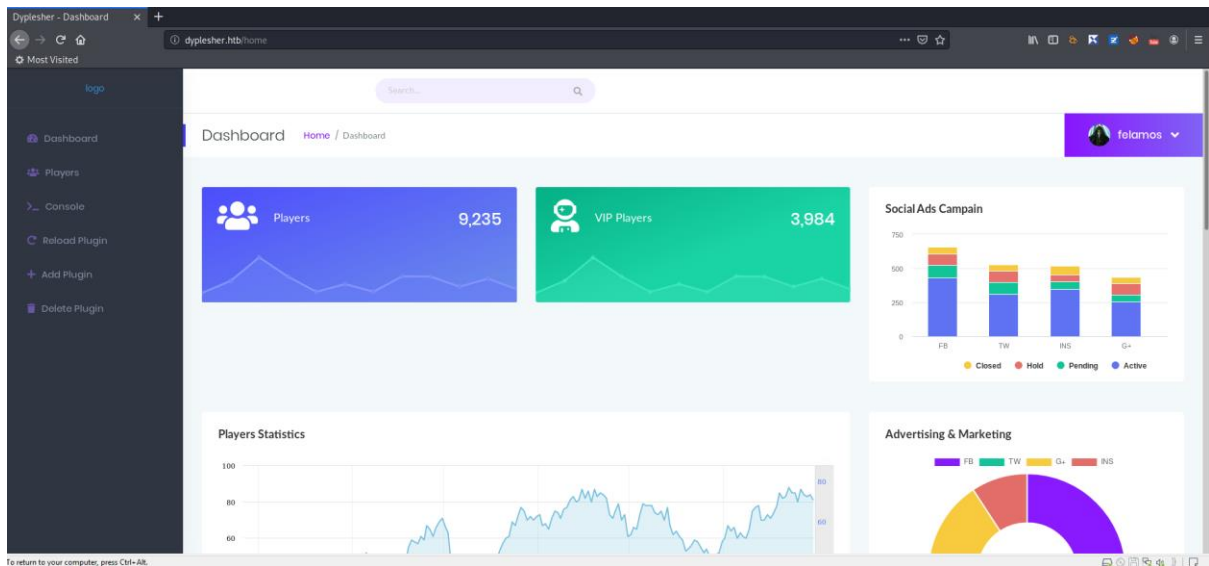 Dyplesher - Dashboard
dyplesher.htb/home
Most Visited
logo
Search...
Dashboard
Home / Dashboard
felamos
Dashboard
Players
>_ Console
Reload Plugin
+ Add Plugin
Delete Plugin
Players
9,235
VIP Players
3,984
Social Ads Campain
750
500
250
0
FB TW INS G+
Closed Hold Pending Active
Players Statistics
100
80
60
80
60
Advertising & Marketing
FB TW G+ INS
To return to your computer, press Ctrl+Alt.